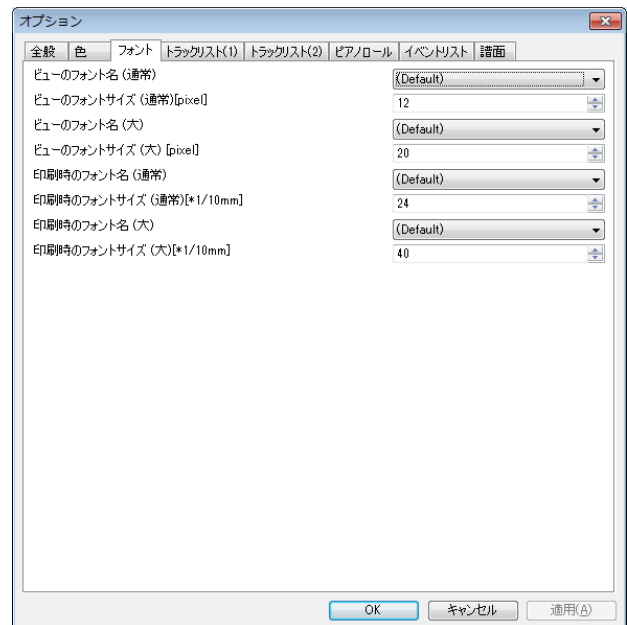 オプション
全般 色 フォント トラックリスト(1) トラックリスト(2) ピアノロール イベントリスト 譜面
ビューのフォント名 (通常) (Default)
ビューのフォントサイズ (通常)[pixel] 12
ビューのフォント名 (大) (Default)
ビューのフォントサイズ (大) [pixel] 20
印刷時のフォント名 (通常) (Default)
印刷時のフォントサイズ (通常)[*1/10mm] 24
印刷時のフォント名 (大) (Default)
印刷時のフォントサイズ (大)[*1/10mm] 40
OK キャンセル 適用(A)